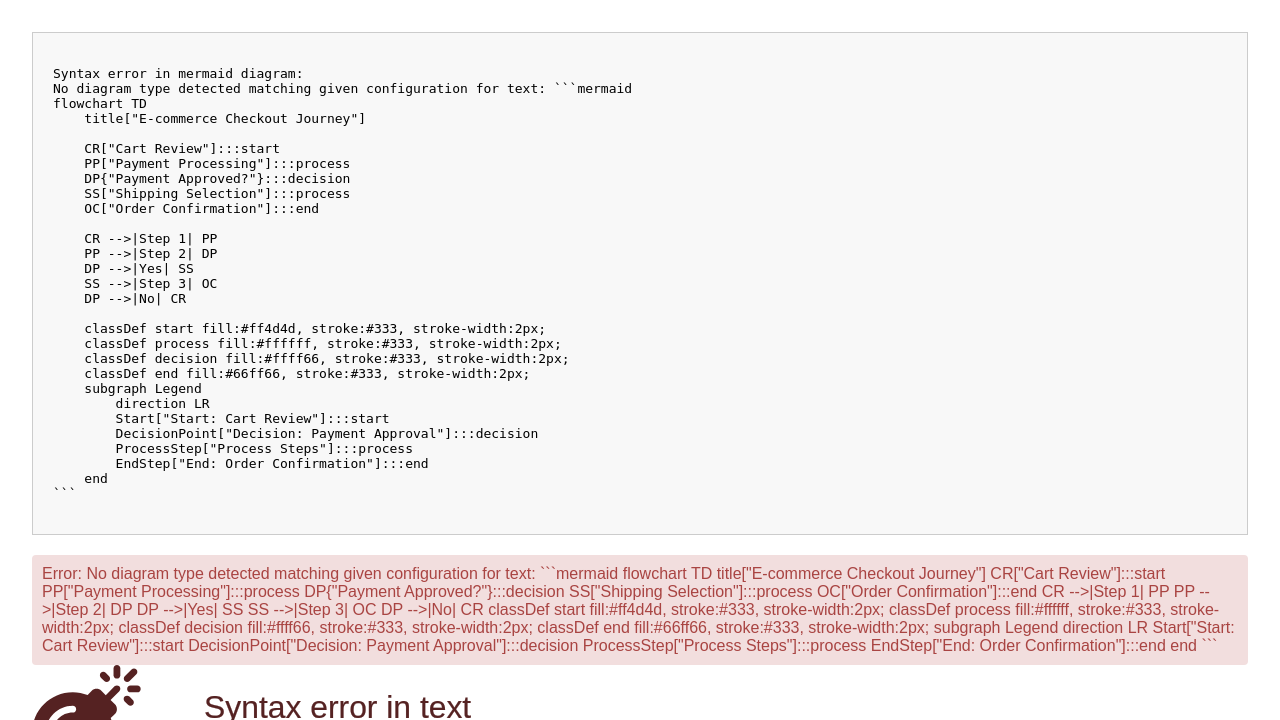 Syntax error in mermaid diagram:
No diagram type detected matching given configuration for text: ```mermaid
flowchart TD
    title["E-commerce Checkout Journey"]

    CR["Cart Review"]:::start
    PP["Payment Processing"]:::process
    DP{"Payment Approved?"}:::decision
    SS["Shipping Selection"]:::process
    OC["Order Confirmation"]:::end

    CR -->|Step 1| PP
    PP -->|Step 2| DP
    DP -->|Yes| SS
    SS -->|Step 3| OC
    DP -->|No| CR

    classDef start fill:#ff4d4d, stroke:#333, stroke-width:2px;
    classDef process fill:#ffffff, stroke:#333, stroke-width:2px;
    classDef decision fill:#ffff66, stroke:#333, stroke-width:2px;
    classDef end fill:#66ff66, stroke:#333, stroke-width:2px;
    subgraph Legend
        direction LR
        Start["Start: Cart Review"]:::start
        DecisionPoint["Decision: Payment Approval"]:::decision
        ProcessStep["Process Steps"]:::process
        EndStep["End: Order Confirmation"]:::end
    end
```
Error: No diagram type detected matching given configuration for text: ```mermaid flowchart TD title["E-commerce Checkout Journey"] CR["Cart Review"]:::start
PP["Payment Processing"]:::process DP{"Payment Approved?"}:::decision SS["Shipping Selection"]:::process OC["Order Confirmation"]:::end CR -->|Step 1| PP PP --
>|Step 2| DP DP -->|Yes| SS SS -->|Step 3| OC DP -->|No| CR classDef start fill:#ff4d4d, stroke:#333, stroke-width:2px; classDef process fill:#ffffff, stroke:#333, stroke-
width:2px; classDef decision fill:#ffff66, stroke:#333, stroke-width:2px; classDef end fill:#66ff66, stroke:#333, stroke-width:2px; subgraph Legend direction LR Start["Start:
Cart Review"]:::start DecisionPoint["Decision: Payment Approval"]:::decision ProcessStep["Process Steps"]:::process EndStep["End: Order Confirmation"]:::end end ```
Syntax error in text